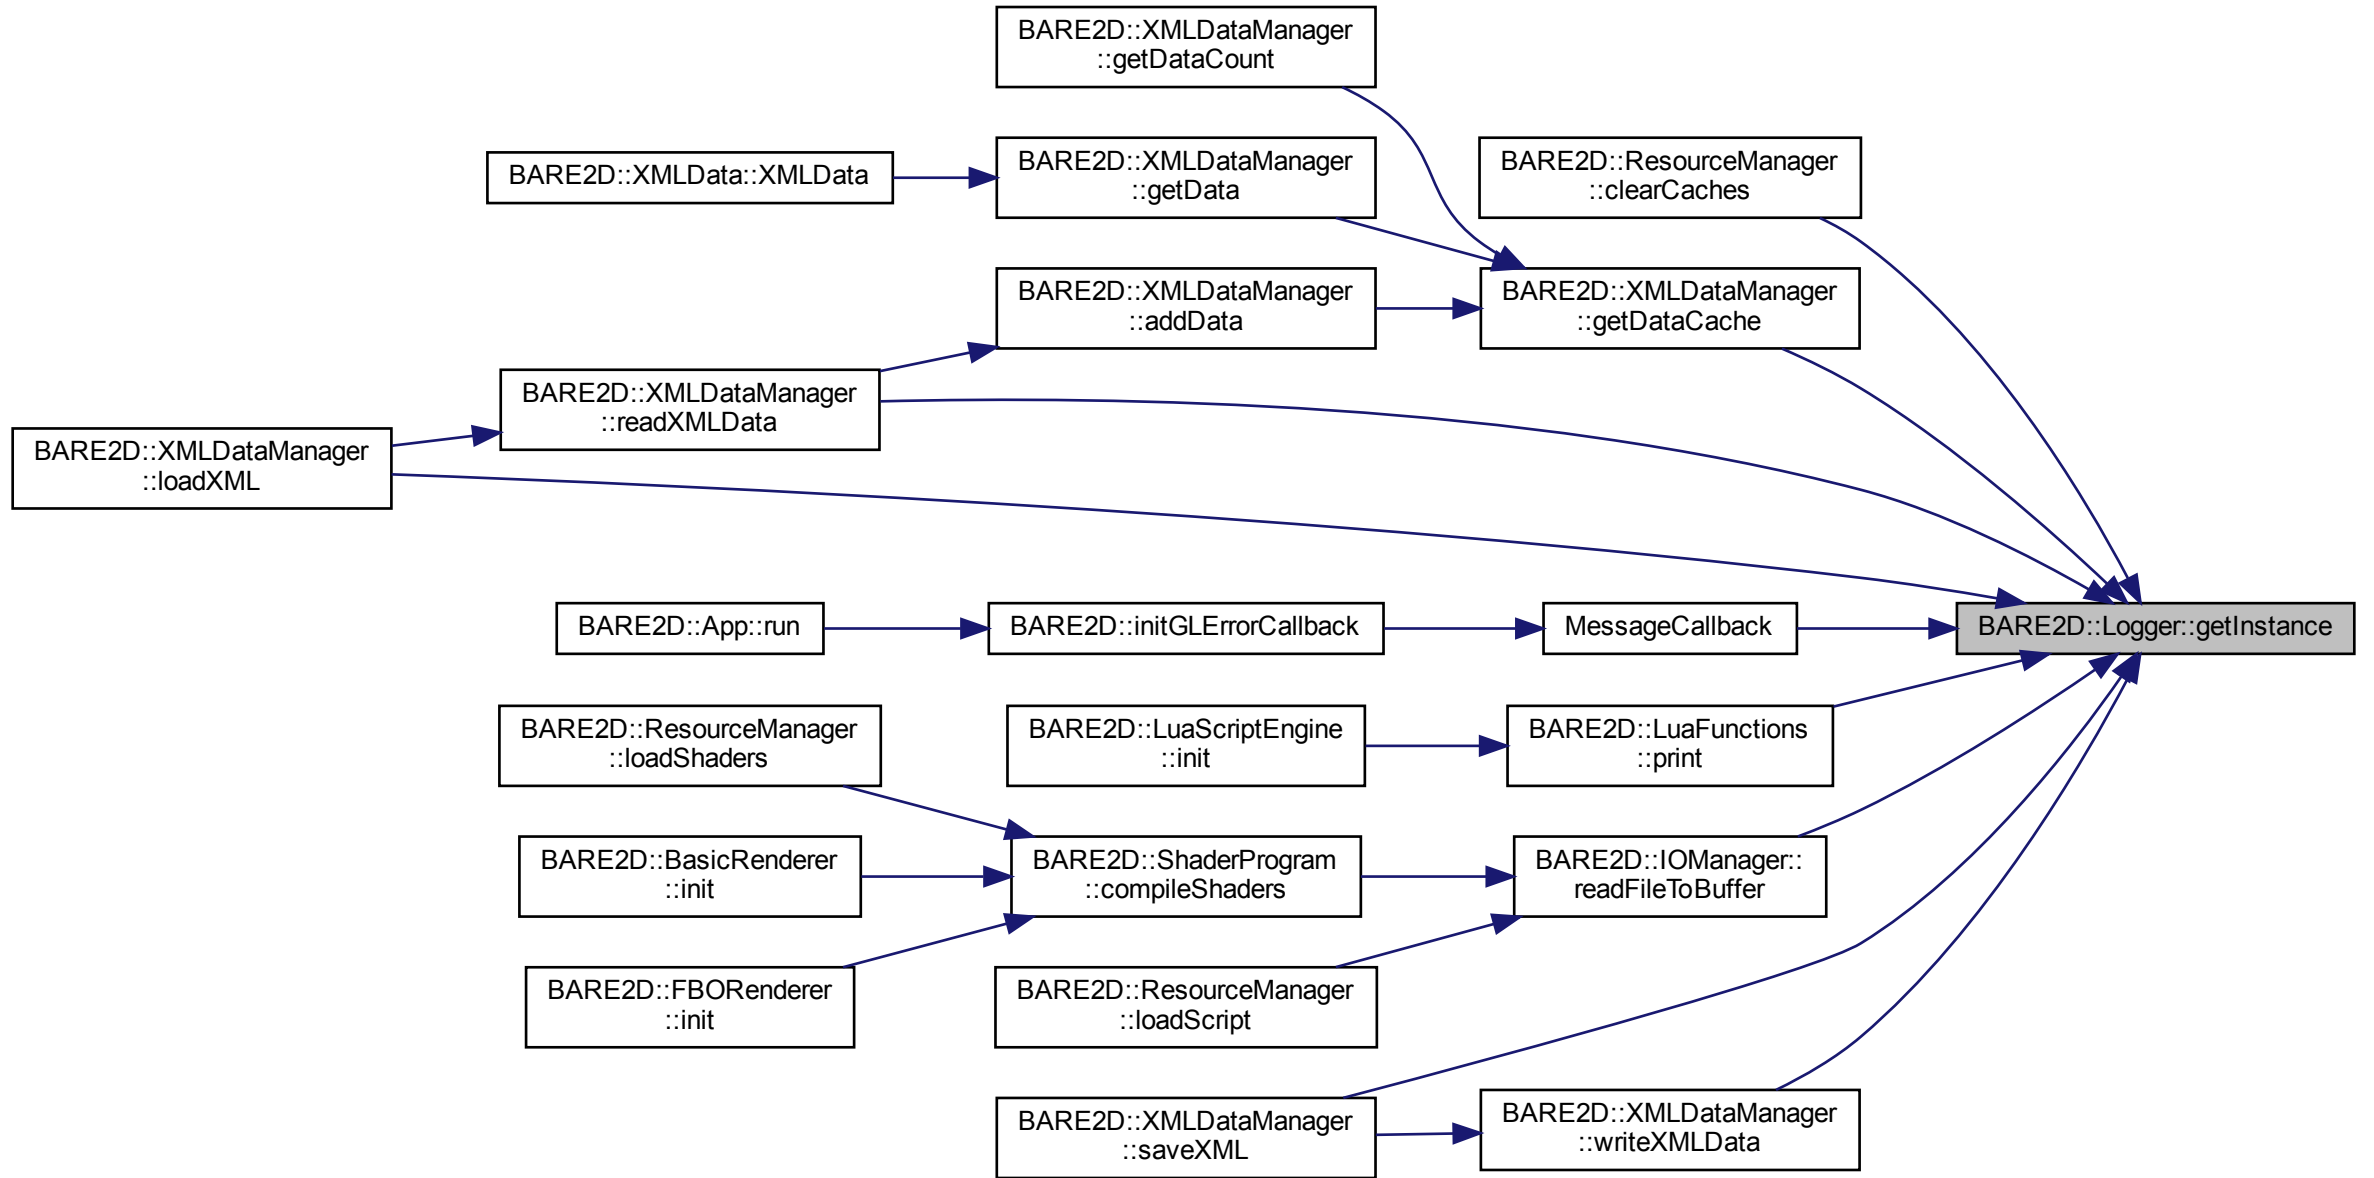 BARE2D::XMLDataManager
::getDataCount
BARE2D::XMLData::XMLData
BARE2D::XMLDataManager
::getData
BARE2D::ResourceManager
::clearCaches
BARE2D::XMLDataManager
::addData
BARE2D::XMLDataManager
::getDataCache
BARE2D::XMLDataManager
::readXMLData
BARE2D::XMLDataManager
::loadXML
BARE2D::App::run
BARE2D::initGLErrorCallback
MessageCallback
BARE2D::Logger::getInstance
BARE2D::ResourceManager
::loadShaders
BARE2D::LuaScriptEngine
::init
BARE2D::LuaFunctions
::print
BARE2D::BasicRenderer
::init
BARE2D::ShaderProgram
::compileShaders
BARE2D::IOManager::
readFileToBuffer
BARE2D::FBORenderer
::init
BARE2D::ResourceManager
::loadScript
BARE2D::XMLDataManager
::saveXML
BARE2D::XMLDataManager
::writeXMLData